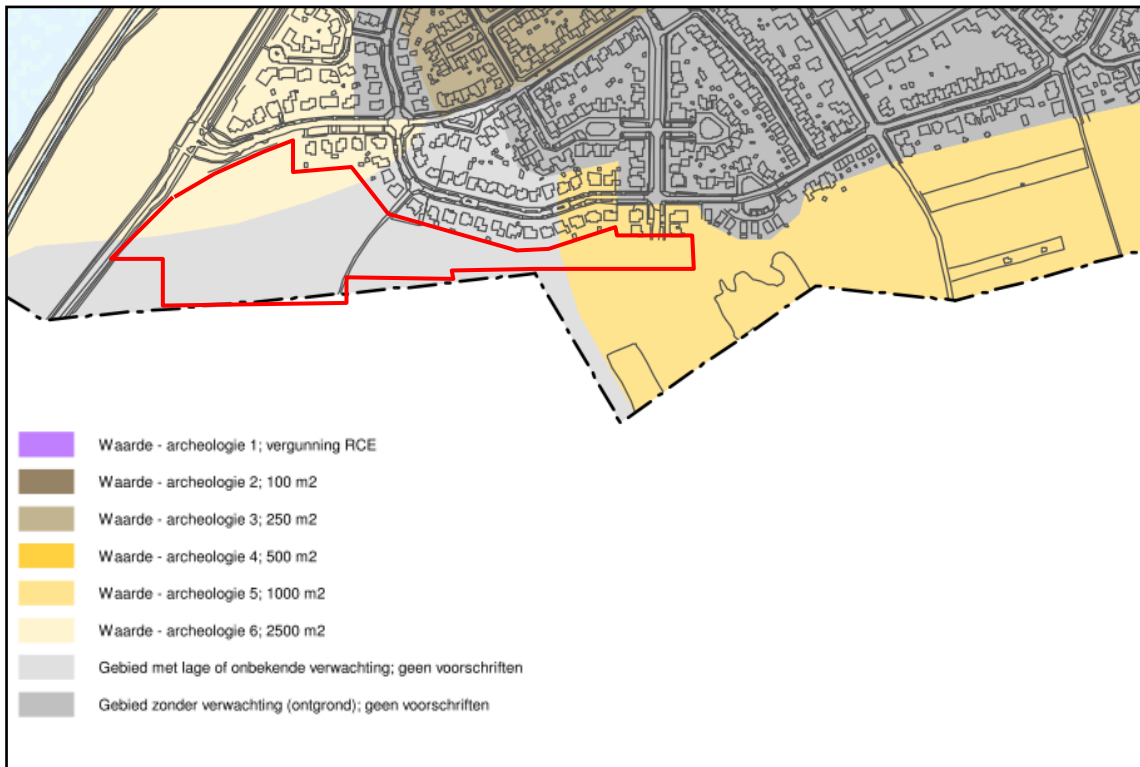 Waarde - archeologie 1; vergunning RCE
Waarde - archeologie 2; 100 m2
Waarde - archeologie 3; 250 m2
Waarde - archeologie 4; 500 m2
Waarde - archeologie 5; 1000 m2
Waarde - archeologie 6; 2500 m2
Gebied met lage of onbekende verwachting; geen voorschriften
Gebied zonder verwachting (ontgrond); geen voorschriften